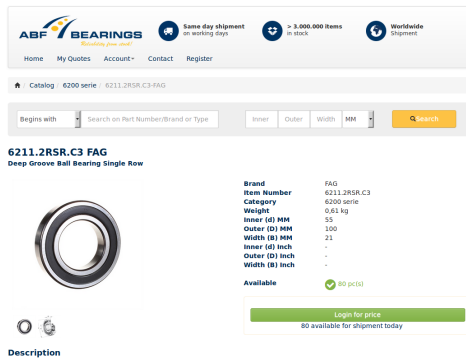 ABF BEARINGS
Reliability from stock!
Same day shipment
on working days
> 3.000.000 items
in stock
Worldwide
Shipment
Home My Quotes Account Contact Register
/ Catalog / 6200 serie / 6211.2RSR.C3-FAG
Begins with Search on Part Number/Brand or Type Inner Outer Width MM Search
6211.2RSR.C3 FAG
Deep Groove Ball Bearing Single Row
Brand FAG
Item Number 6211.2RSR.C3
Category 6200 serie
Weight 0,61 kg
Inner (d) MM 55
Outer (D) MM 100
Width (B) MM 21
Inner (d) Inch -
Outer (D) Inch -
Width (B) Inch -
Available 80 pc(s)
Login for price
80 available for shipment today
Description